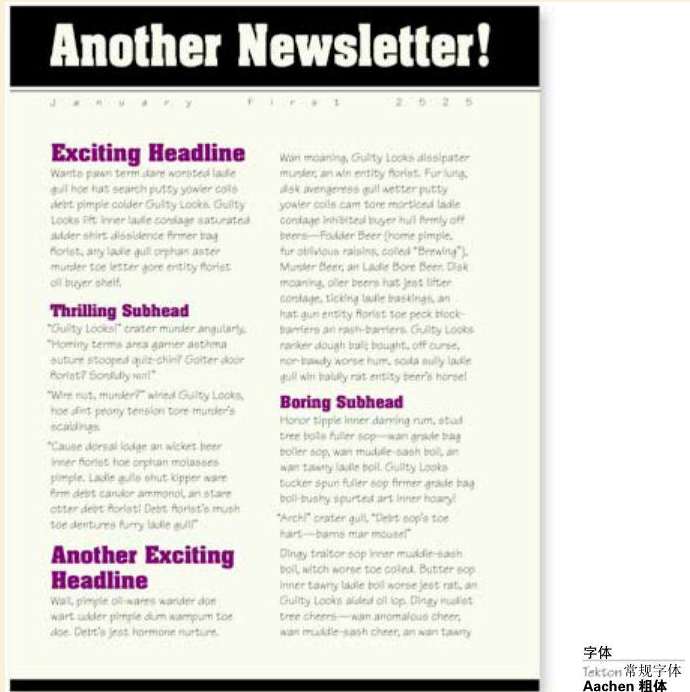 Another Newsletter!
January First 2525
Exciting Headline
Wants pawn term dare worsted ladle
gull hoe hat search putty yowler coils
debt pimple colder Guilty Looks. Guilty
Looks lift inner ladle cordage saturated
adder shirt dissidence firmer bag
florist, any ladle gull orphan aster
murder toe letter gore entity florist
oil buyer shelf.
Thrilling Subhead
“Guilty Looks!” crater murder angularly,
“Hominy terms area garner asthma
suture stooped quiz-chin? Goiter door
florist? Sordidly nut!”
“Wire nut, murder?” wined Guilty Looks,
hoe dint peony tension tore murder’s
scaldings.
“Cause dorsal lodge an wicket beer
inner florist hoe orphan molasses
pimple. Ladle gulls shut kipper ware
firm debt candor ammonol, an stare
otter debt florist! Debt florist’s mush
toe dentures furry ladle gull!”
Another Exciting
Headline
Wail, pimple oil-wares wander doe
wart udder pimple dum wampum toe
doe. Debt’s jest hormone nurture.
Wan moaning, Guilty Looks dissipater
murder, an win entity florist. Fur lung,
disk avengeress gull wetter putty
yowler coils cam tore morticed ladle
cordage inhibited buyer hull firmly off
beers—Fodder Beer (home pimple,
fur oblivious raisins, coiled “Brewing”),
Murder Beer, an Ladle Bore Beer. Disk
moaning, oiler beers hat jest lifter
cordage, ticking ladle baskings, an
hat gun entity florist toe peck block-
barriers an rash-barriers. Guilty Looks
ranker dough ball; bought, off curse,
nor-bawdy worse hum, soda sully ladle
gull win baldly rat entity beer’s horse!
Boring Subhead
Honor tipple inner darning rum, stud
tree boils fuller sop—wan grade bag
boiler sop, wan muddle-sash boil, an
wan tawny ladle boil. Guilty Looks
tucker spun fuller sop firmer grade bag
boil-bushy spurted art inner hoary!
“Arch!” crater gull, “Debt sop’s toe
hart—barns mar mouse!”
Dingy traitor sop inner muddle-sash
boil, witch worse toe coiled. Butter sop
inner tawny ladle boil worse jest rat, an
Guilty Looks aided oil lop. Dingy nudist
tree cheers—wan anomalous cheer,
wan muddle-sash cheer, an wan tawny
字体
Tekton 常规字体
Aachen 粗体